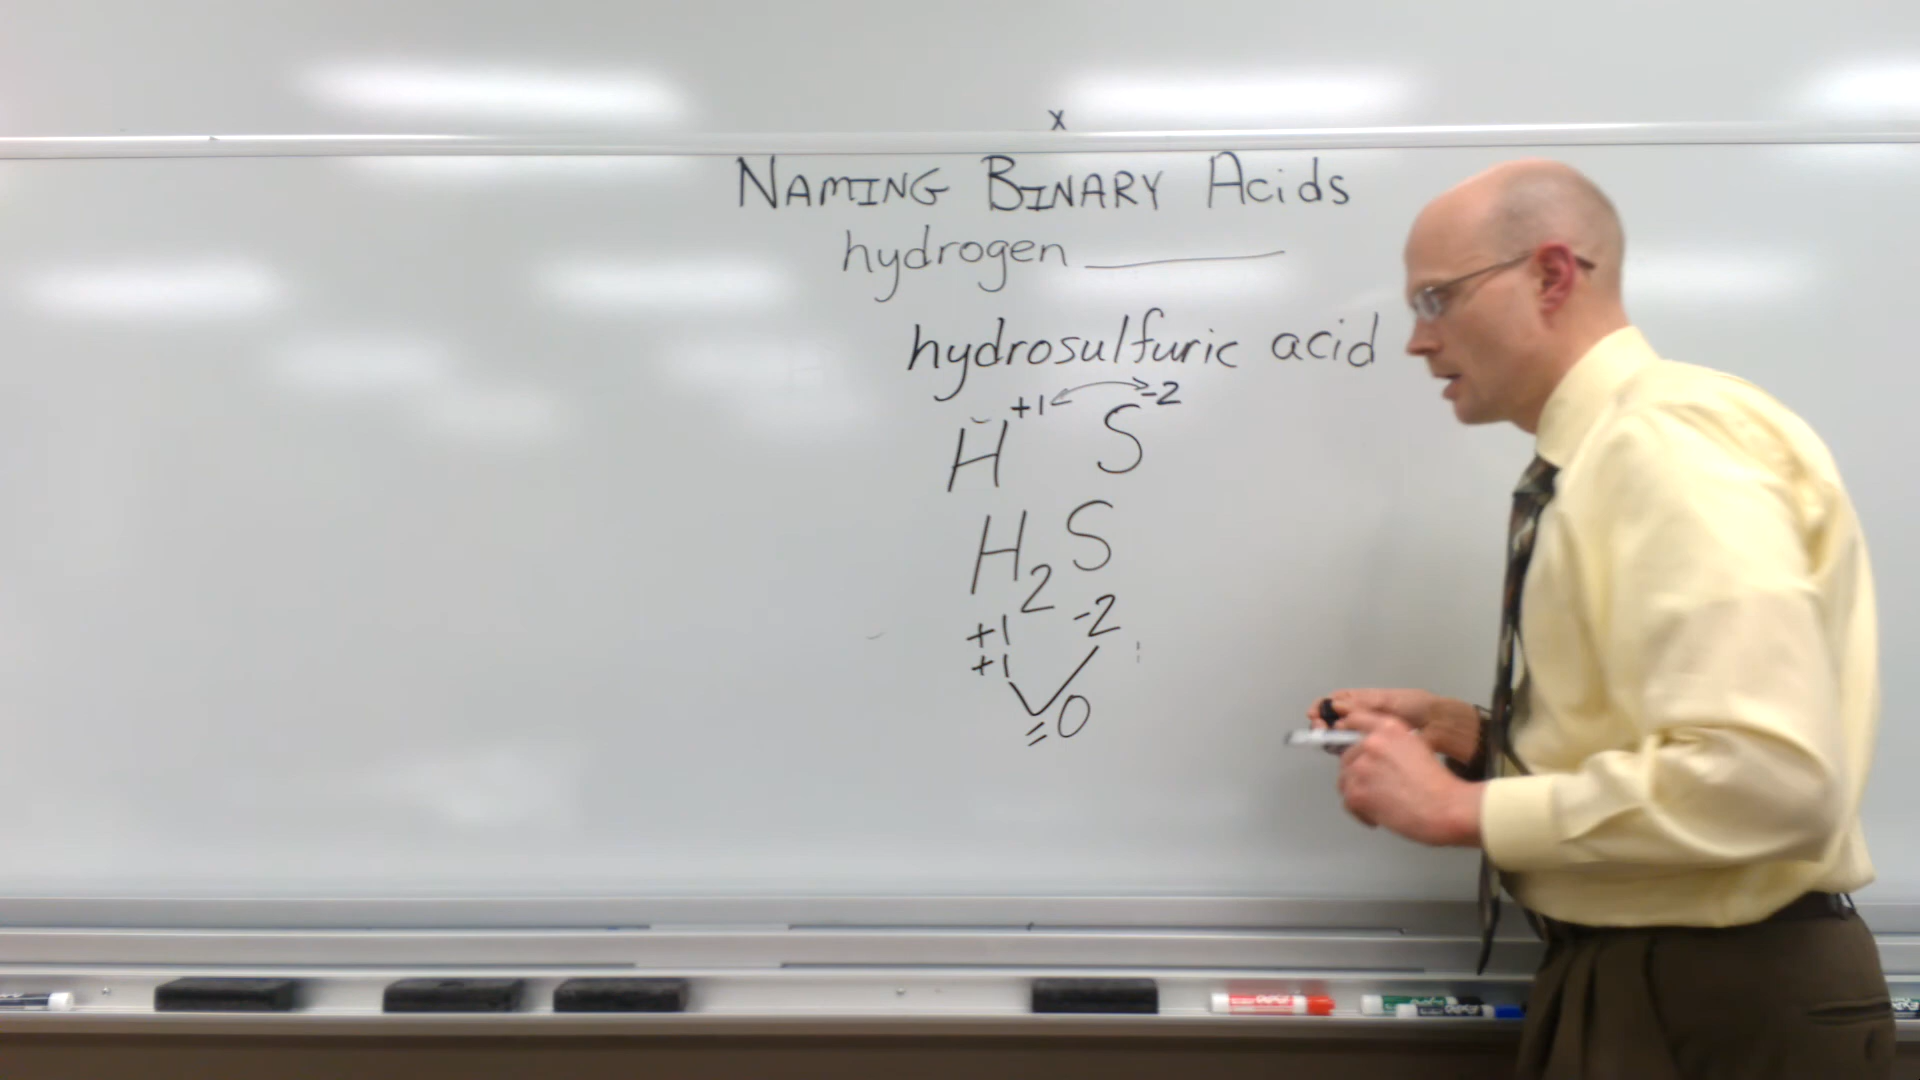 x
NAMING BINARY Acids
hydrogen ______
hydrosulfuric acid
H+1 S-2
H2S
+1 -2
+1
=0